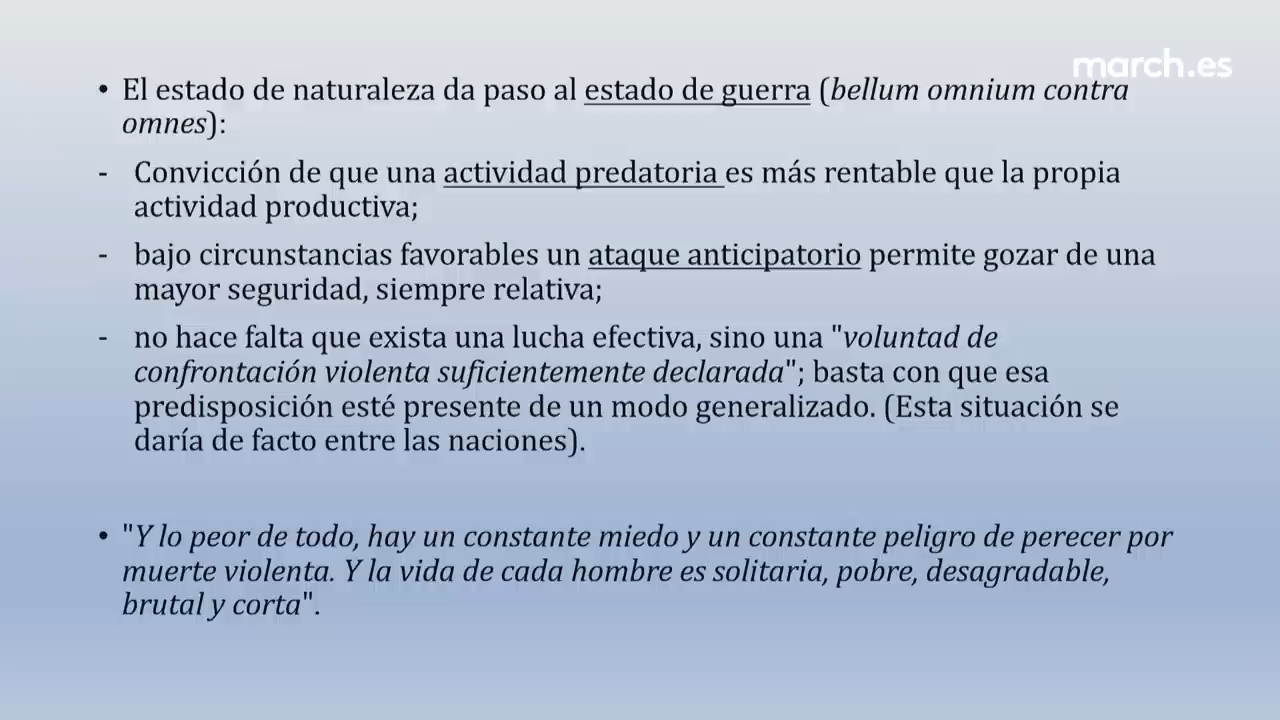 march.es
• El estado de naturaleza da paso al estado de guerra (bellum omnium contra
omnes):
- Convicción de que una actividad predatoria es más rentable que la propia
actividad productiva;
- bajo circunstancias favorables un ataque anticipatorio permite gozar de una
mayor seguridad, siempre relativa;
- no hace falta que exista una lucha efectiva, sino una "voluntad de
confrontación violenta suficientemente declarada"; basta con que esa
predisposición esté presente de un modo generalizado. (Esta situación se
daría de facto entre las naciones).
• "Y lo peor de todo, hay un constante miedo y un constante peligro de perecer por
muerte violenta. Y la vida de cada hombre es solitaria, pobre, desagradable,
brutal y corta".